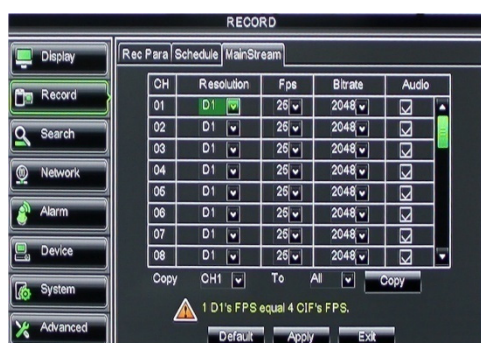 RECORD
Display
Record
Search
Network
Alarm
Device
System
Advanced
Rec Para Schedule MainStream
CH Resolution Fps Bitrate Audio
01 D1 25 2048
02 D1 25 2048
03 D1 25 2048
04 D1 25 2048
05 D1 25 2048
06 D1 25 2048
07 D1 25 2048
08 D1 25 2048
Copy CH1 To All Copy
1 D1's FPS equal 4 CIF's FPS.
Default Apply Exit